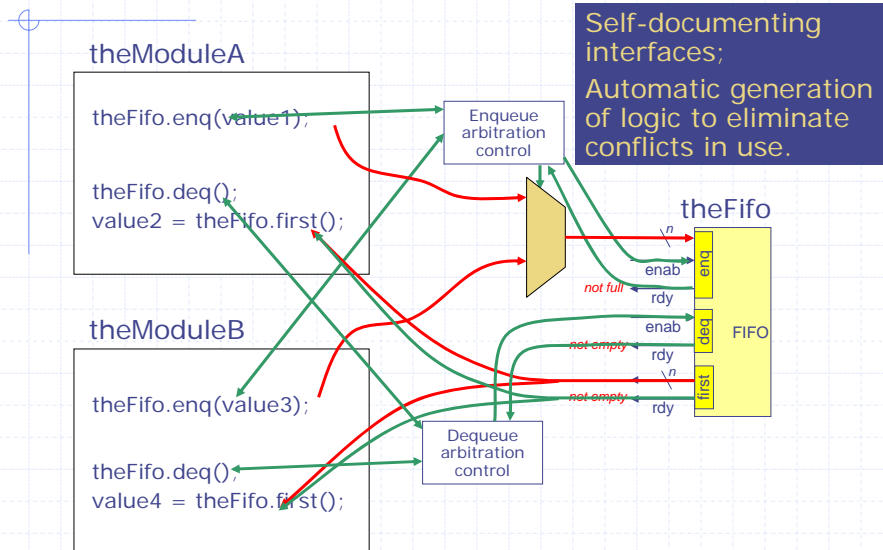 Self-documenting
interfaces;
Automatic generation
of logic to eliminate
conflicts in use.
theModuleA
theFifo.enq(value1);
theFifo.deq();
value2 = theFifo.first();
Enqueue
arbitration
control
theFifo
n
enab
not full
rdy
enq
enab
not empty
rdy
deq
FIFO
n
not empty
rdy
first
theModuleB
theFifo.enq(value3);
theFifo.deq();
value4 = theFifo.first();
Dequeue
arbitration
control